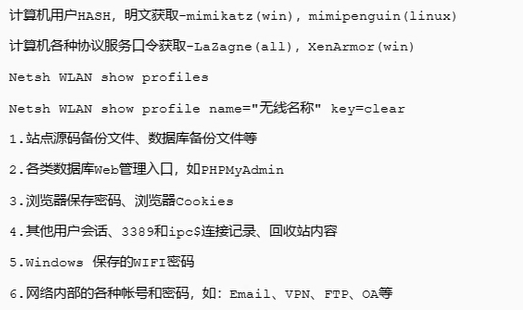 计算机用户HASH，明文获取-mimikatz(win)，mimipenguin(linux)
计算机各种协议服务口令获取-LaZagne(all)，XenArmor(win)
Netsh WLAN show profiles
Netsh WLAN show profile name="无线名称" key=clear
1.站点源码备份文件、数据库备份文件等
2.各类数据库Web管理入口，如PHPMyAdmin
3.浏览器保存密码、浏览器Cookies
4.其他用户会话、3389和ipc$连接记录、回收站内容
5.Windows 保存的WIFI密码
6.网络内部的各种帐号和密码，如：Email、VPN、FTP、OA等